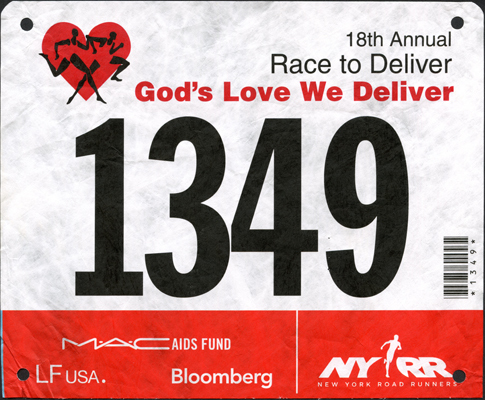 18th Annual
Race to Deliver
God's Love We Deliver
1349
*1349*
M·A·C AIDS FUND
LF USA.
Bloomberg
NYRR
NEW YORK ROAD RUNNERS